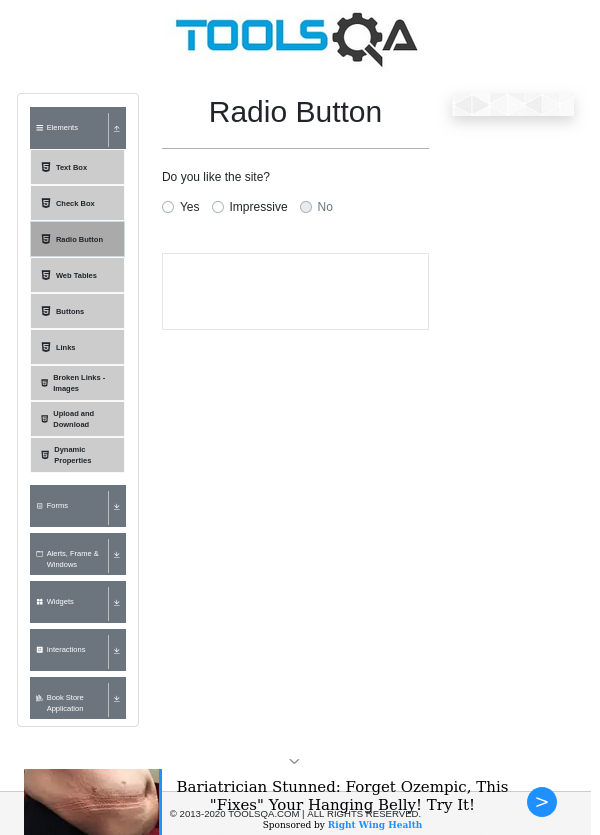 TOOLSQA
Elements
Text Box
Check Box
Radio Button
Web Tables
Buttons
Links
Broken Links -
Images
Upload and
Download
Dynamic
Properties
Forms
Alerts, Frame &
Windows
Widgets
Interactions
Book Store
Application
Radio Button
Do you like the site?
Yes Impressive No
Bariatrician Stunned: Forget Ozempic, This
"Fixes" Your Hanging Belly! Try It!
© 2013-2020 TOOLSQA.COM | ALL RIGHTS RESERVED.
Sponsored by Right Wing Health